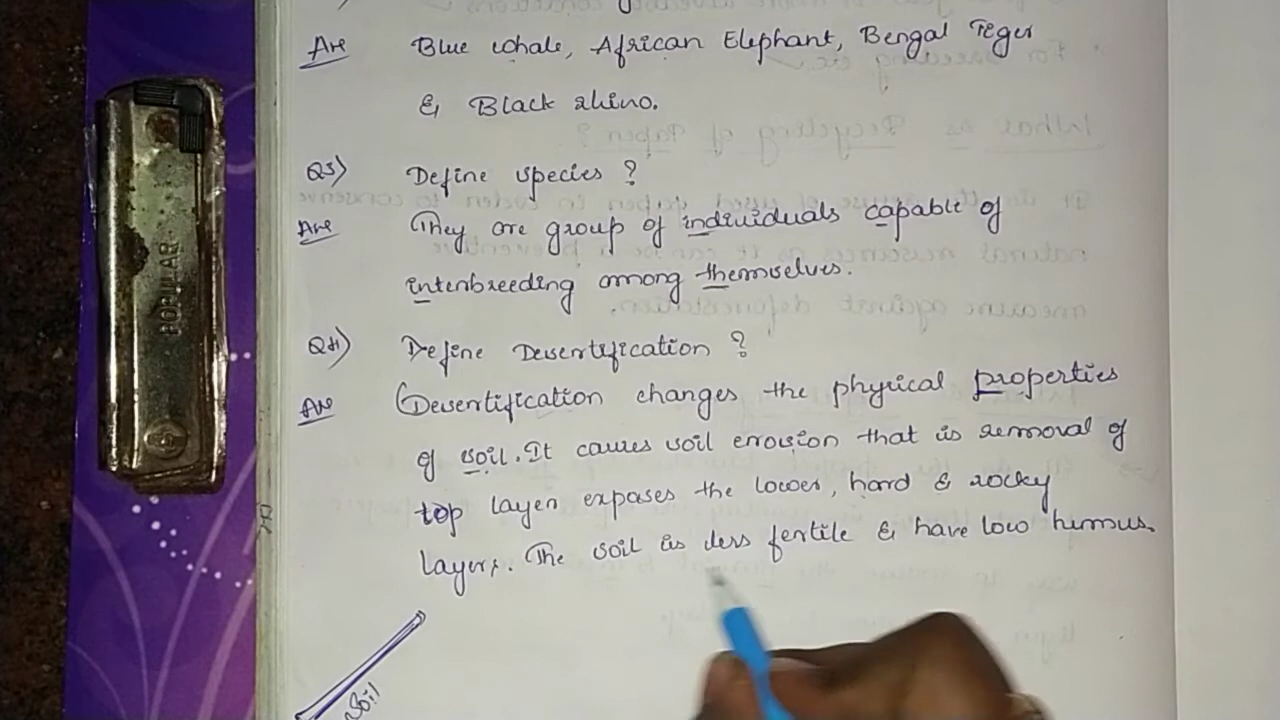 Ans Blue whale, African Elephant, Bengal Tiger
& Black rhino.
Q3) Define species ?
Ans They are group of individuals capable of
interbreeding among themselves.
Q4) Define Desertification ?
Ans Desertification changes the physical properties
of soil. It causes soil erosion that is removal of
top layer exposes the lower, hard & rocky
layers. The soil is less fertile & have low humus.
Soil
POPULAR